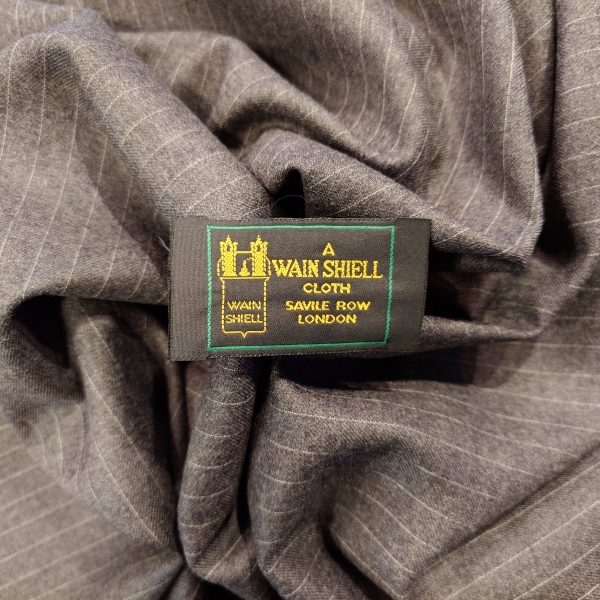 A
WAIN SHIELL
CLOTH
SAVILE ROW
LONDON
WAIN
SHIELL